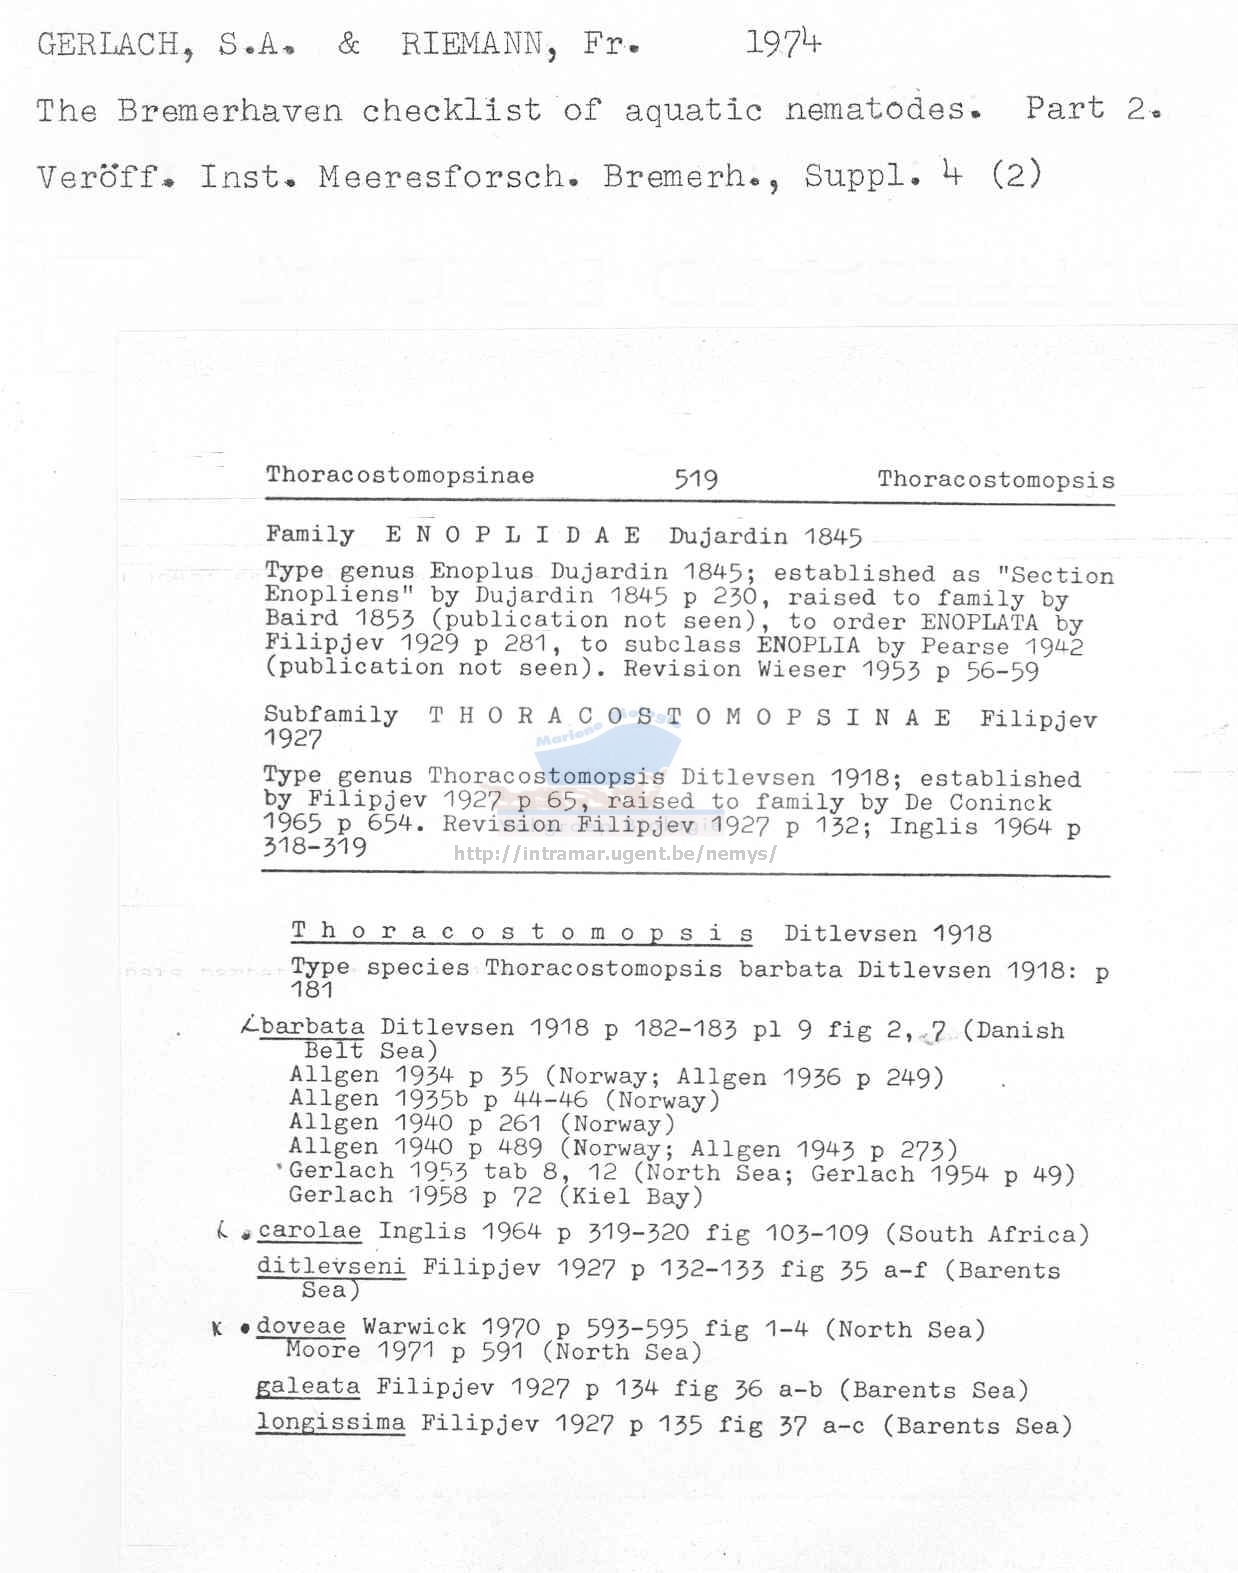 GERLACH, S.A. & RIEMANN, Fr. 1974
The Bremerhaven checklist of aquatic nematodes. Part 2.
Veröff. Inst. Meeresforsch. Bremerh., Suppl. 4 (2)
Thoracostomopsinae 519 Thoracostomopsis
Family E N O P L I D A E Dujardin 1845
Type genus Enoplus Dujardin 1845; established as "Section
Enopliens" by Dujardin 1845 p 230, raised to family by
Baird 1853 (publication not seen), to order ENOPLATA by
Filipjev 1929 p 281, to subclass ENOPLIA by Pearse 1942
(publication not seen). Revision Wieser 1953 p 56-59
Subfamily T H O R A C O S T O M O P S I N A E Filipjev
1927
Type genus Thoracostomopsis Ditlevsen 1918; established
by Filipjev 1927 p 65, raised to family by De Coninck
1965 p 654. Revision Filipjev 1927 p 132; Inglis 1964 p
318-319
http://intramar.ugent.be/nemys/
T h o r a c o s t o m o p s i s Ditlevsen 1918
Type species Thoracostomopsis barbata Ditlevsen 1918: p
181
barbata Ditlevsen 1918 p 182-183 pl 9 fig 2, 7 (Danish
Belt Sea)
Allgen 1934 p 35 (Norway; Allgen 1936 p 249)
Allgen 1935b p 44-46 (Norway)
Allgen 1940 p 261 (Norway)
Allgen 1940 p 489 (Norway; Allgen 1943 p 273)
Gerlach 1953 tab 8, 12 (North Sea; Gerlach 1954 p 49)
Gerlach 1958 p 72 (Kiel Bay)
carolae Inglis 1964 p 319-320 fig 103-109 (South Africa)
ditlevseni Filipjev 1927 p 132-133 fig 35 a-f (Barents
Sea)
doveae Warwick 1970 p 593-595 fig 1-4 (North Sea)
Moore 1971 p 591 (North Sea)
galeata Filipjev 1927 p 134 fig 36 a-b (Barents Sea)
longissima Filipjev 1927 p 135 fig 37 a-c (Barents Sea)